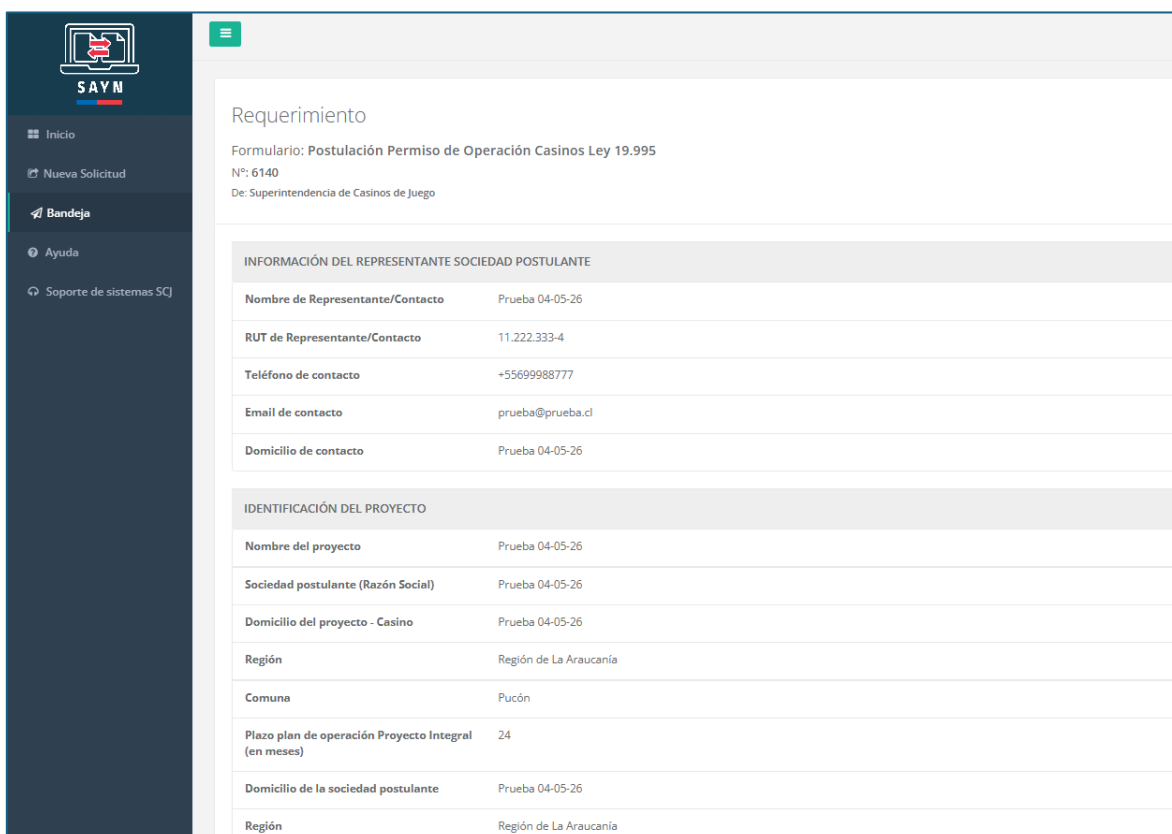 SAYN
Inicio
Nueva Solicitud
Bandeja
Ayuda
Soporte de sistemas SCJ
Requerimiento
Formulario: Postulación Permiso de Operación Casinos Ley 19.995
N°: 6140
De: Superintendencia de Casinos de Juego
INFORMACIÓN DEL REPRESENTANTE SOCIEDAD POSTULANTE
Nombre de Representante/Contacto Prueba 04-05-26
RUT de Representante/Contacto 11.222.333-4
Teléfono de contacto +55699988777
Email de contacto prueba@prueba.cl
Domicilio de contacto Prueba 04-05-26
IDENTIFICACIÓN DEL PROYECTO
Nombre del proyecto Prueba 04-05-26
Sociedad postulante (Razón Social) Prueba 04-05-26
Domicilio del proyecto - Casino Prueba 04-05-26
Región Región de La Araucanía
Comuna Pucón
Plazo plan de operación Proyecto Integral 24
(en meses)
Domicilio de la sociedad postulante Prueba 04-05-26
Región Región de La Araucanía